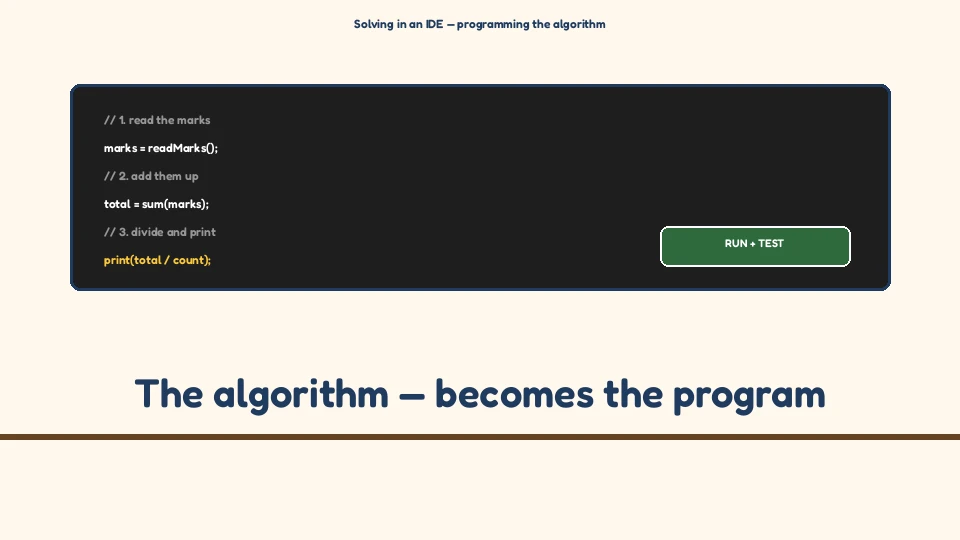 Solving in an IDE — programming the algorithm
// 1. read the marks
marks = readMarks();
// 2. add them up
total = sum(marks);
// 3. divide and print
print(total / count);
RUN + TEST
The algorithm — becomes the program